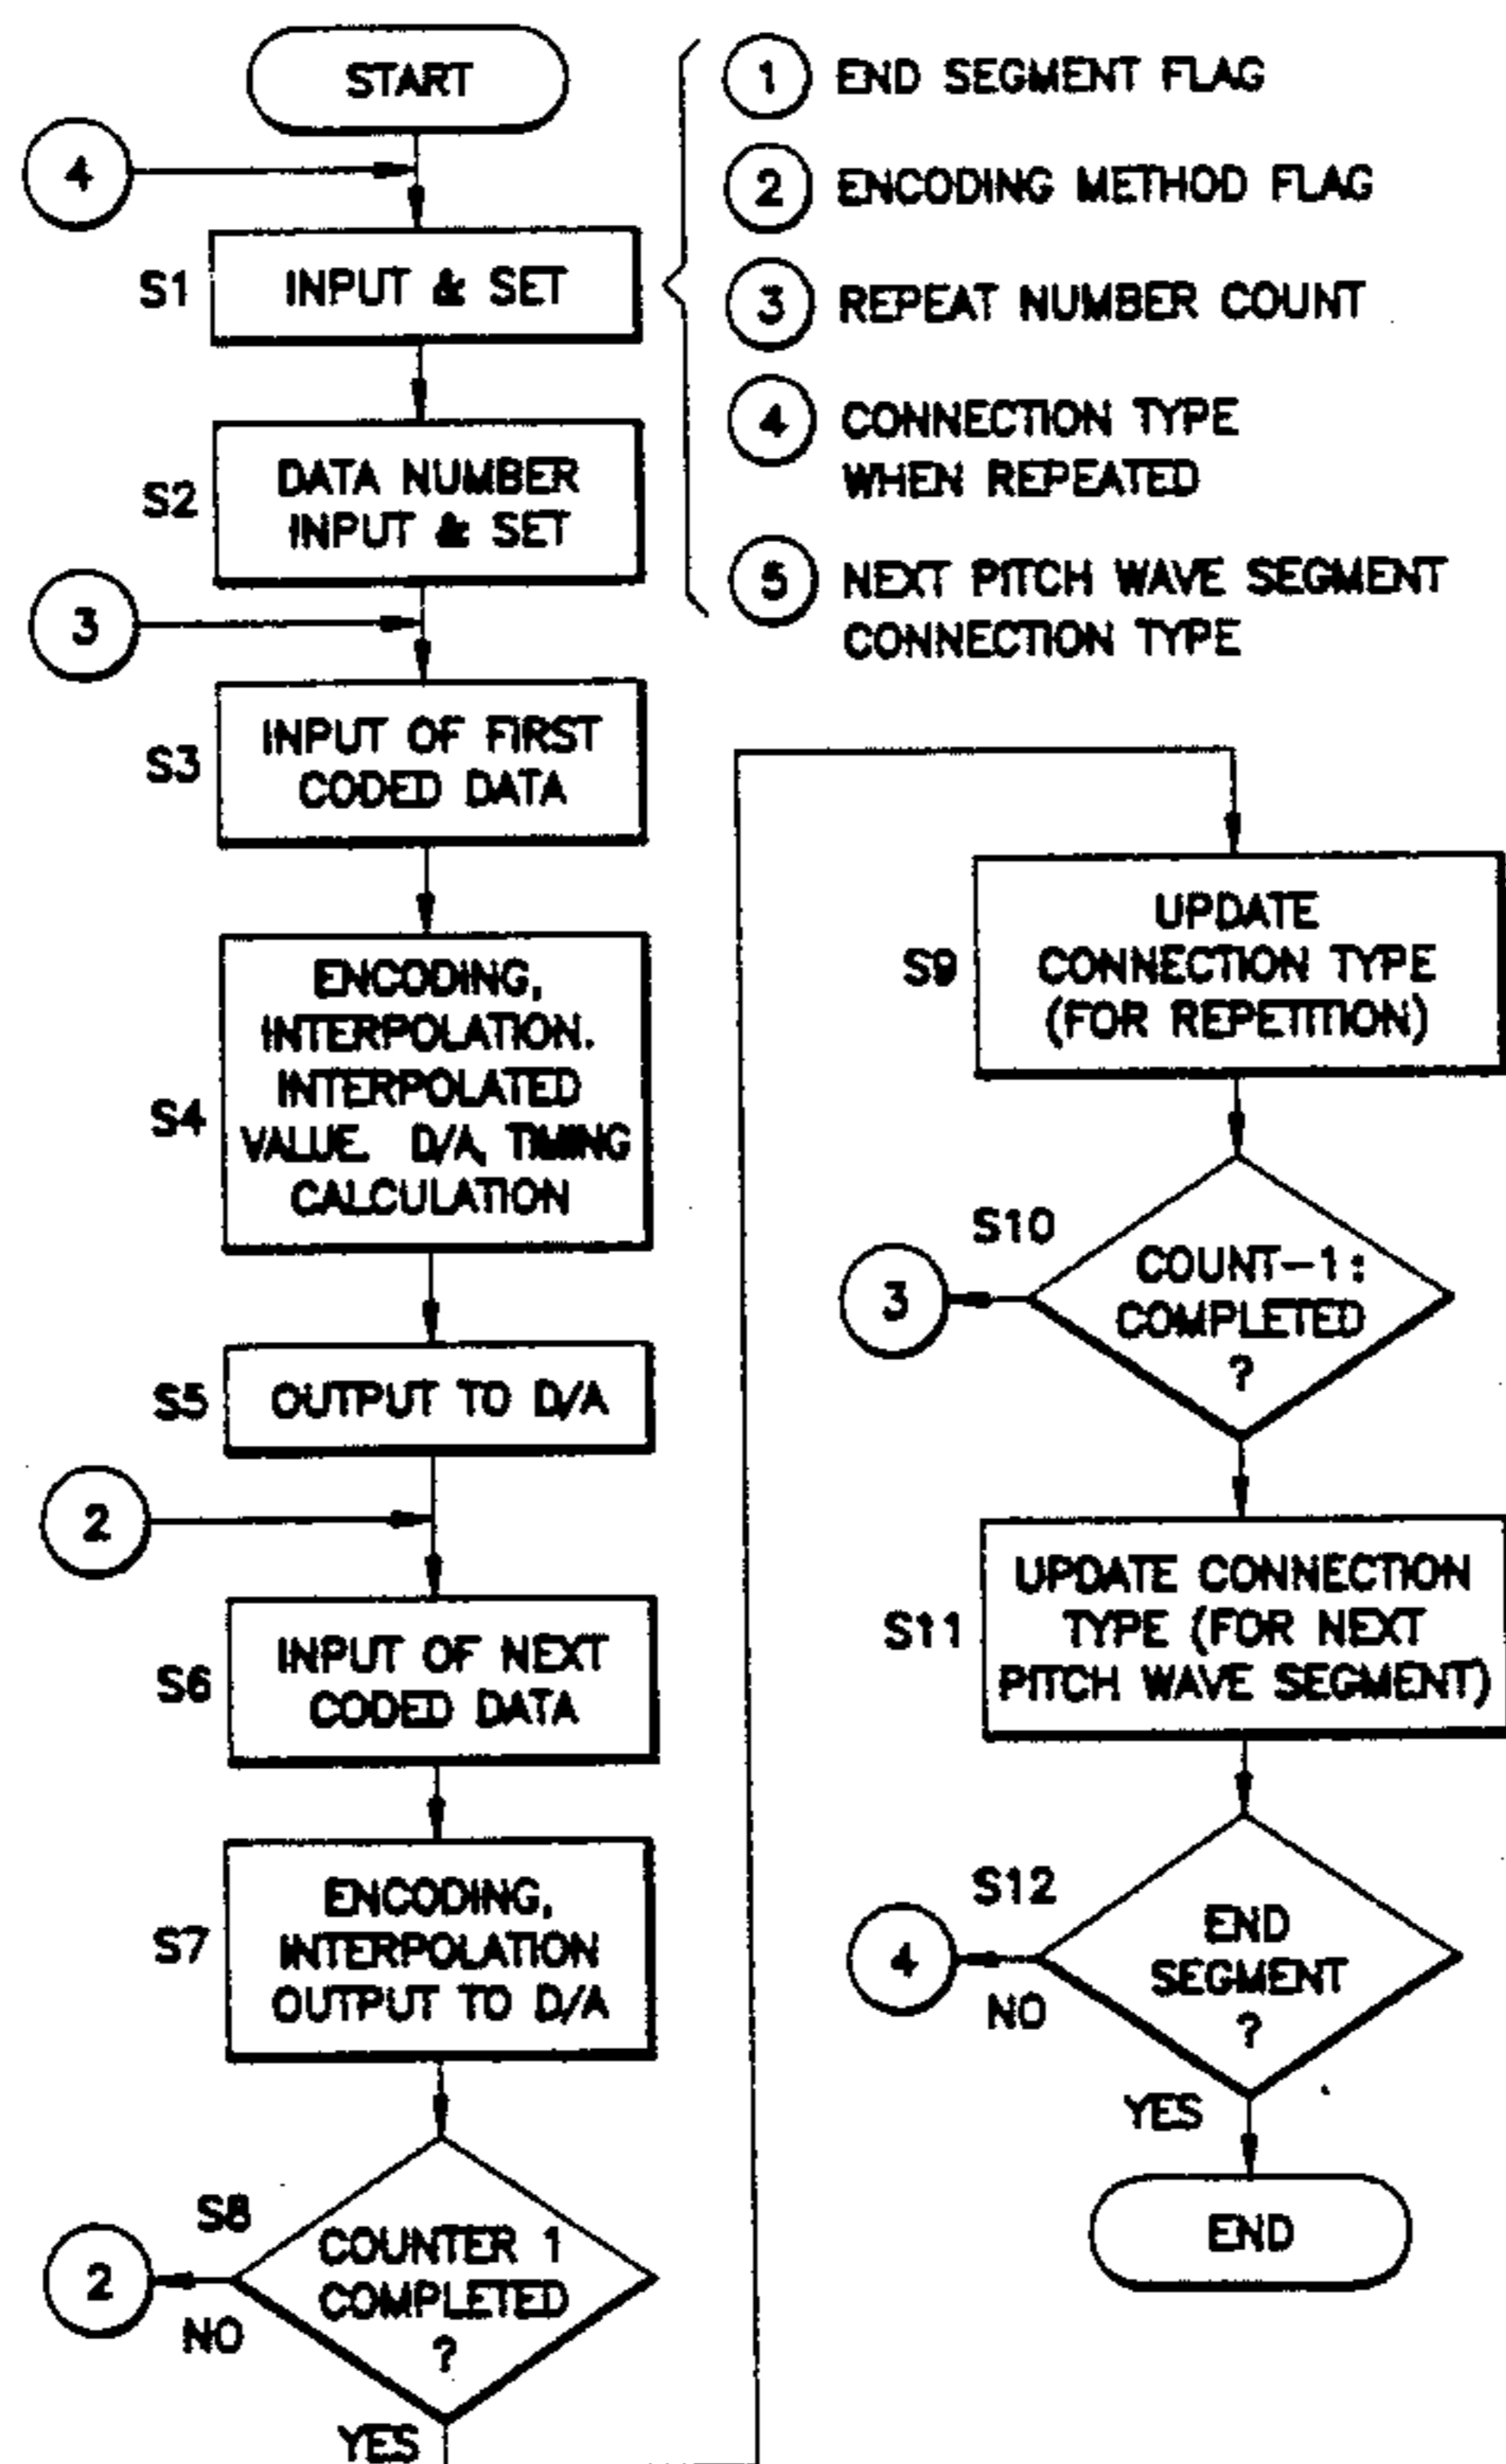 START
4
S1
INPUT & SET
1 END SEGMENT FLAG
2 ENCODING METHOD FLAG
3 REPEAT NUMBER COUNT
4 CONNECTION TYPE
WHEN REPEATED
5 NEXT PITCH WAVE SEGMENT
CONNECTION TYPE
S2
DATA NUMBER
INPUT & SET
3
S3
INPUT OF FIRST
CODED DATA
S4
ENCODING,
INTERPOLATION.
INTERPOLATED
VALUE. D/A, TIMING
CALCULATION
S5
OUTPUT TO D/A
2
S6
INPUT OF NEXT
CODED DATA
S7
ENCODING,
INTERPOLATION
OUTPUT TO D/A
S8
COUNTER 1
COMPLETED
?
2
NO
YES
S9
UPDATE
CONNECTION TYPE
(FOR REPETITION)
S10
COUNT-1:
COMPLETED
?
3
S11
UPDATE CONNECTION
TYPE (FOR NEXT
PITCH WAVE SEGMENT)
S12
END
SEGMENT
?
4
NO
YES
END